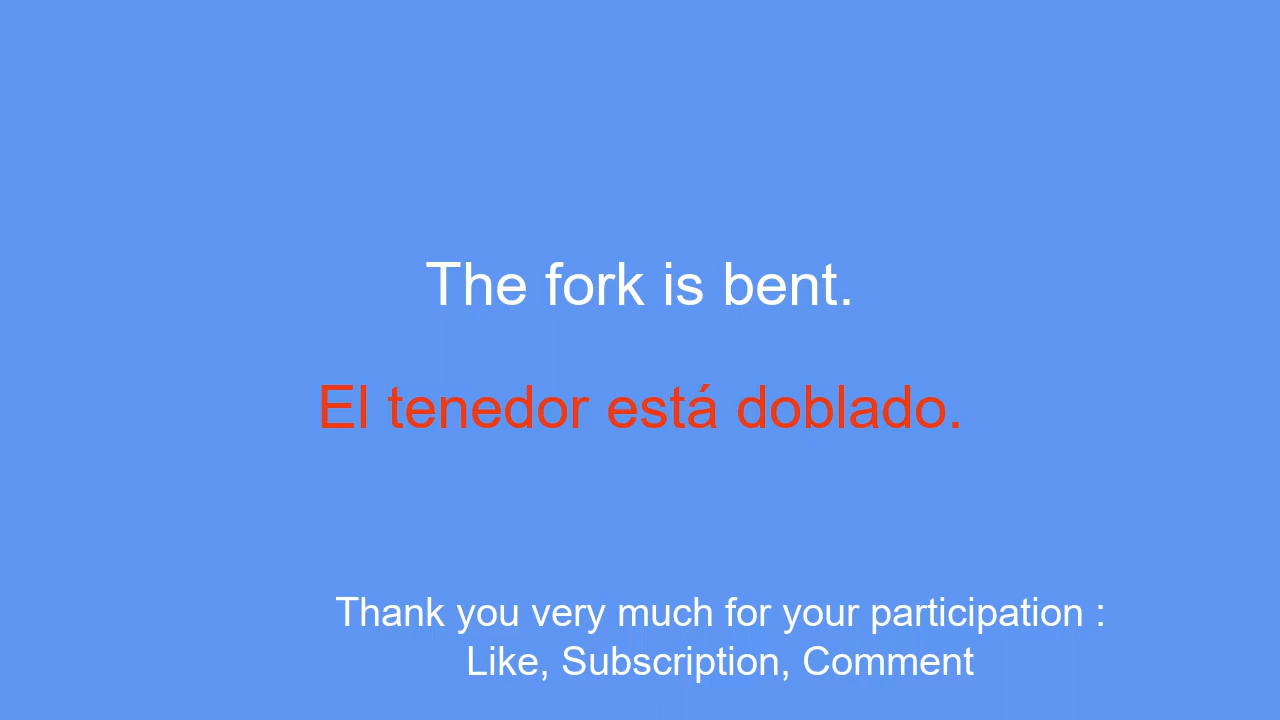 The fork is bent.
El tenedor está doblado.
Thank you very much for your participation :
Like, Subscription, Comment